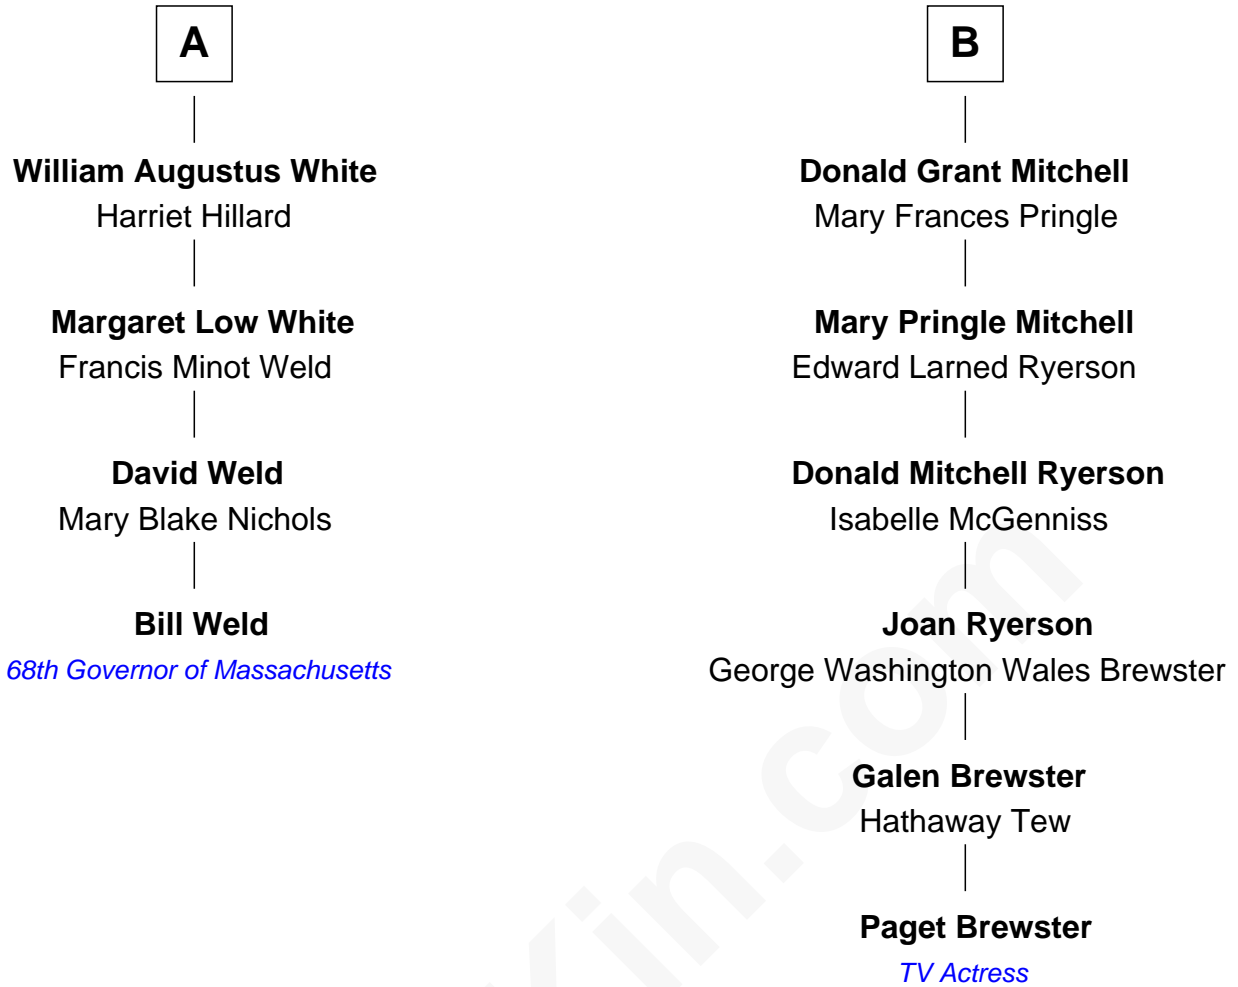 A
William Augustus White
Harriet Hillard
Margaret Low White
Francis Minot Weld
David Weld
Mary Blake Nichols
Bill Weld
68th Governor of Massachusetts
B
Donald Grant Mitchell
Mary Frances Pringle
Mary Pringle Mitchell
Edward Larned Ryerson
Donald Mitchell Ryerson
Isabelle McGenniss
Joan Ryerson
George Washington Wales Brewster
Galen Brewster
Hathaway Tew
Paget Brewster
TV Actress
Kin.com